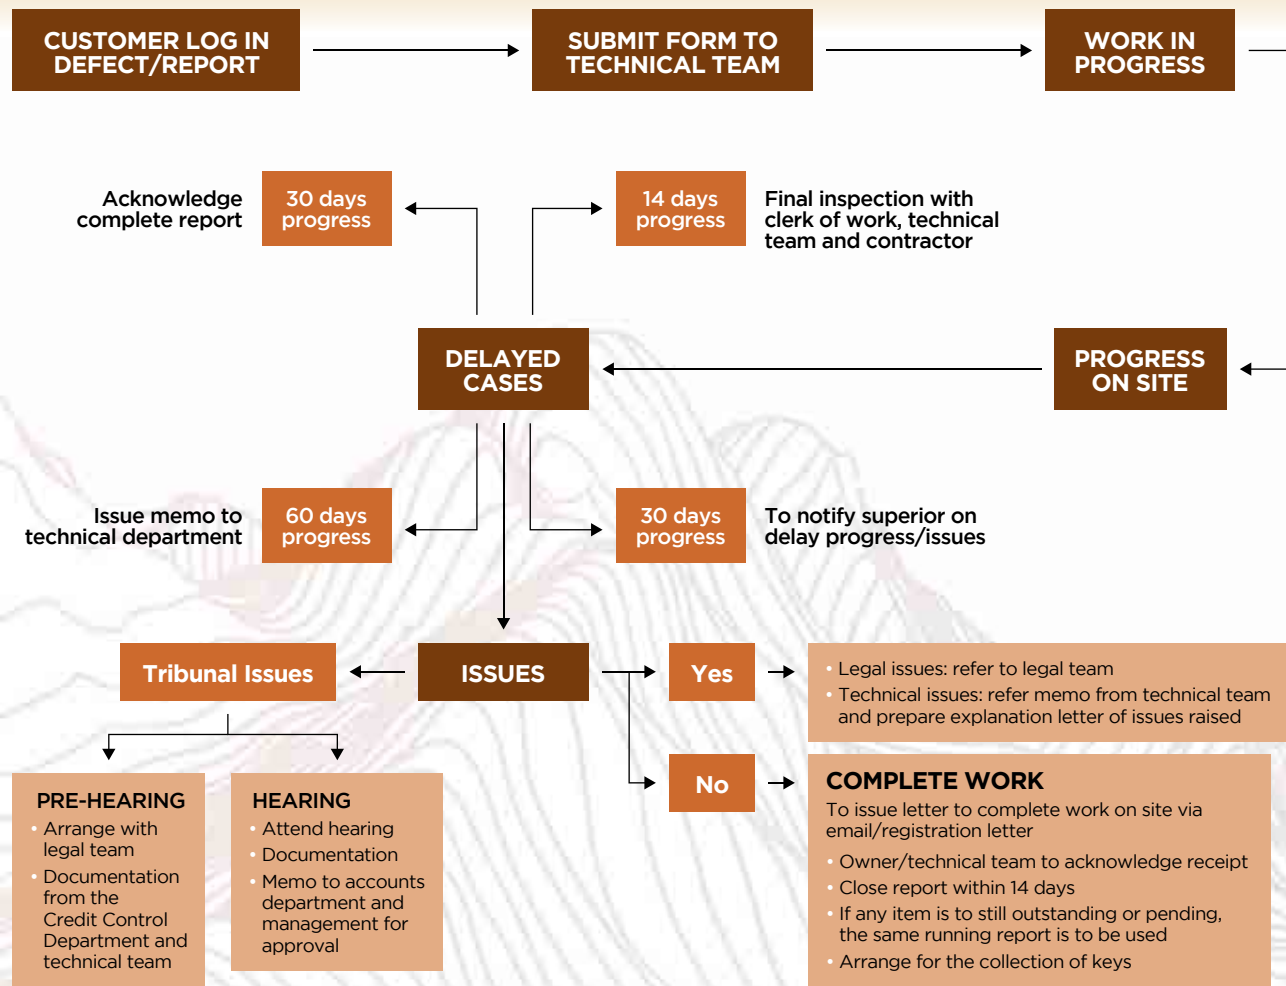 CUSTOMER LOG IN
DEFECT/REPORT
SUBMIT FORM TO
TECHNICAL TEAM
WORK IN
PROGRESS
Acknowledge
complete report
30 days
progress
14 days
progress
Final inspection with
clerk of work, technical
team and contractor
DELAYED
CASES
PROGRESS
ON SITE
Issue memo to
technical department
60 days
progress
30 days
progress
To notify superior on
delay progress/issues
Tribunal Issues
ISSUES
Yes
• Legal issues: refer to legal team
• Technical issues: refer memo from technical team
and prepare explanation letter of issues raised
No
COMPLETE WORK
To issue letter to complete work on site via
email/registration letter
• Owner/technical team to acknowledge receipt
• Close report within 14 days
• If any item is to still outstanding or pending,
the same running report is to be used
• Arrange for the collection of keys
PRE-HEARING
• Arrange with
legal team
• Documentation
from the
Credit Control
Department and
technical team
HEARING
• Attend hearing
• Documentation
• Memo to accounts
department and
management for
approval